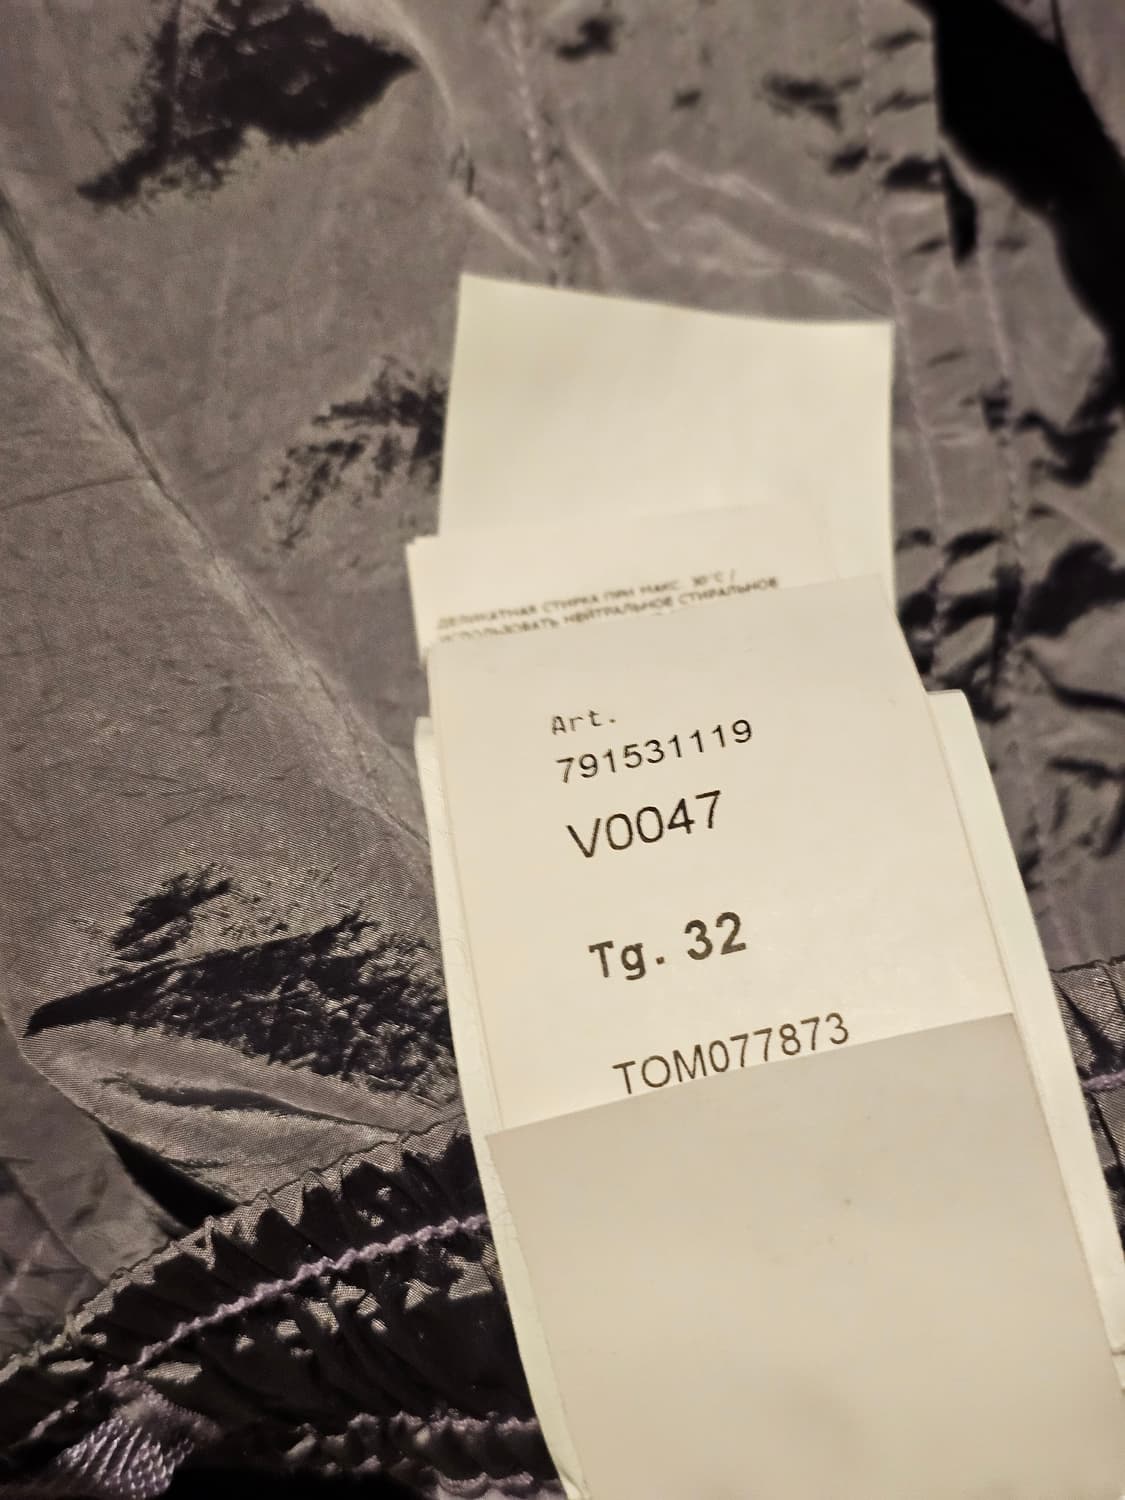 ДЕЛИКАТНАЯ СТИРКА ПРИ МАКС. 30°C /
ИСПОЛЬЗОВАТЬ НЕЙТРАЛЬНОЕ СТИРАЛЬНОЕ
Art.
791531119
V0047
Tg. 32
TOM077873